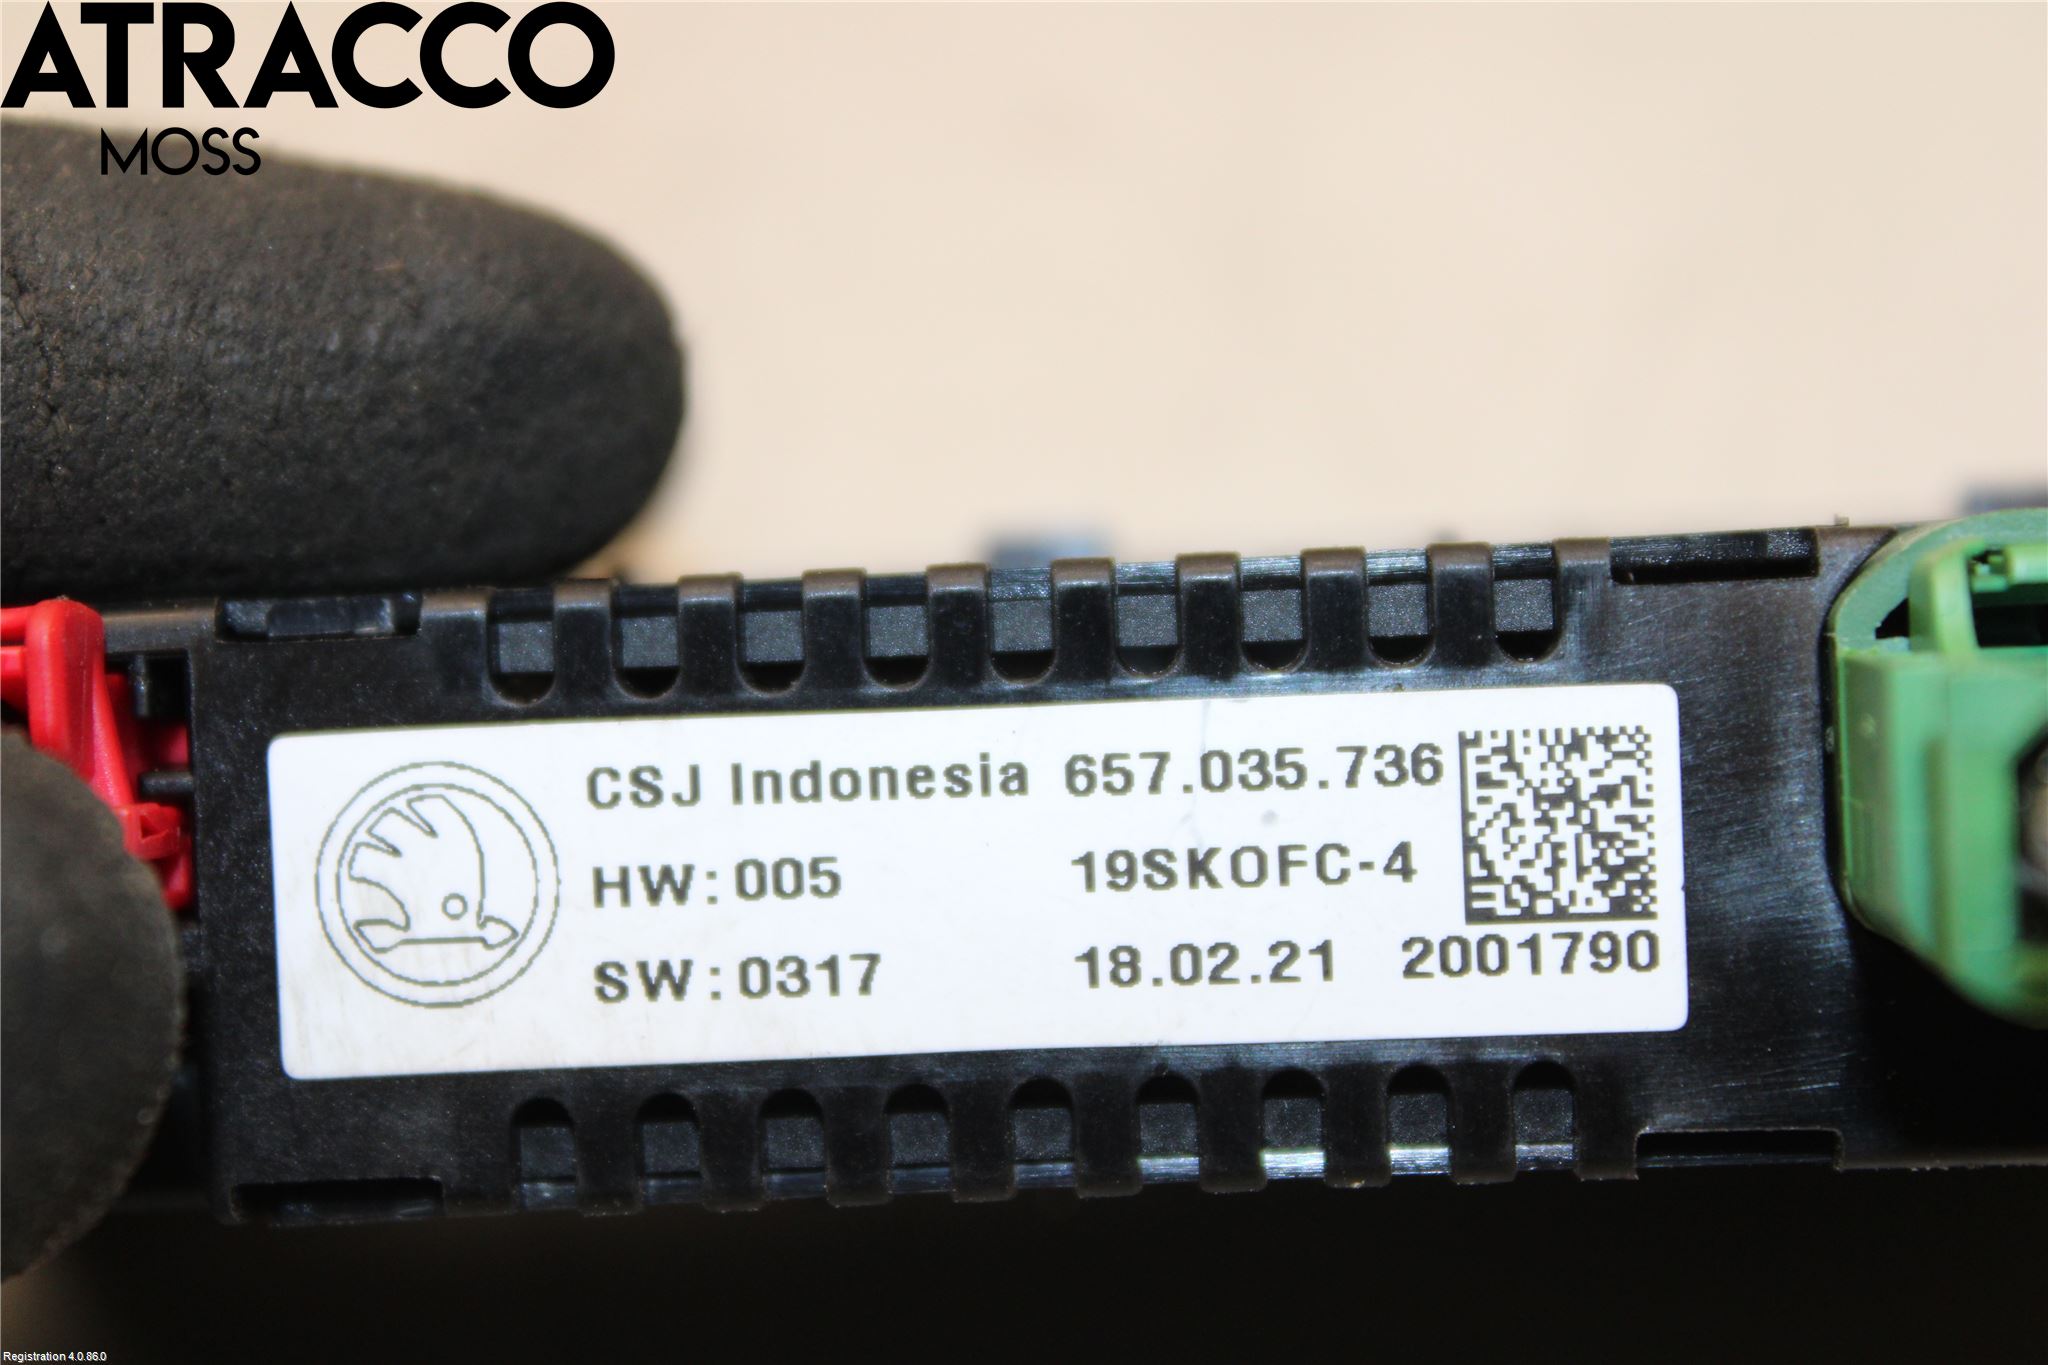 ATRACCO
MOSS
CSJ Indonesia 657.035.736
HW:005 19SKOFC-4
SW:0317 18.02.21 2001790
Registration 4.0.86.0